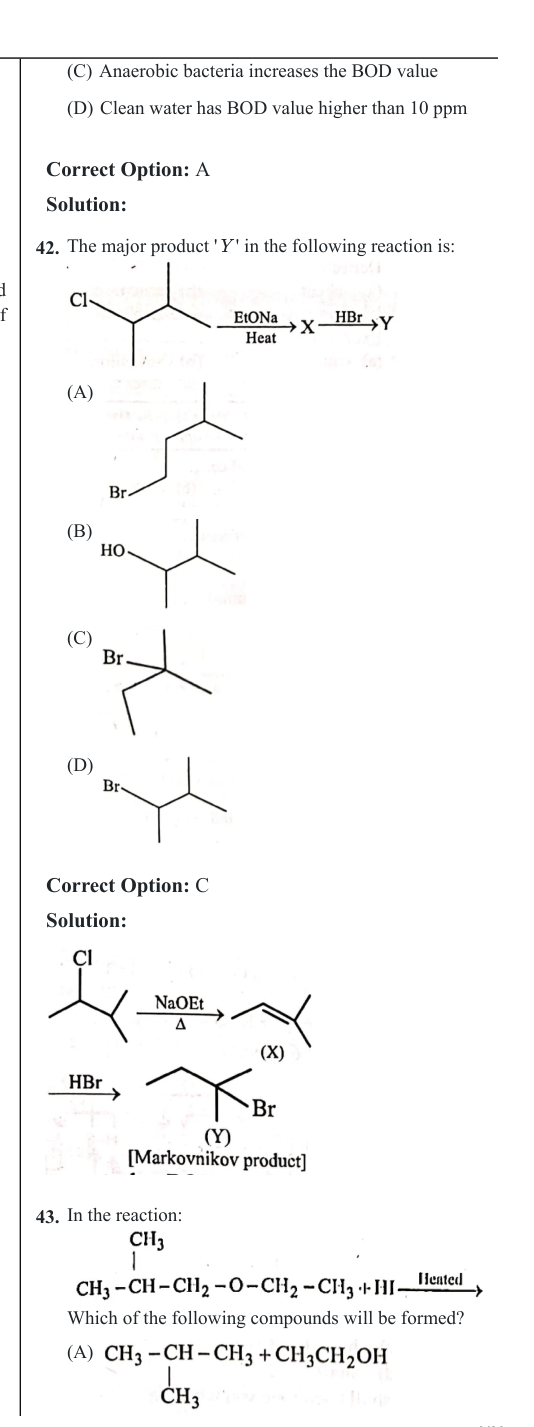 (C) Anaerobic bacteria increases the BOD value
(D) Clean water has BOD value higher than 10 ppm
Correct Option: A
Solution:
42. The major product 'Y' in the following reaction is:
Cl
EtONa
Heat
X
HBr
Y
(A)
Br
(B)
HO
(C)
Br
(D)
Br
Correct Option: C
Solution:
Cl
NaOEt
Δ
(X)
HBr
Br
(Y)
[Markovnikov product]
43. In the reaction:
CH₃
CH₃–CH–CH₂–O–CH₂–CH₃+HI
Heated
Which of the following compounds will be formed?
(A) CH₃–CH–CH₃+CH₃CH₂OH
CH₃